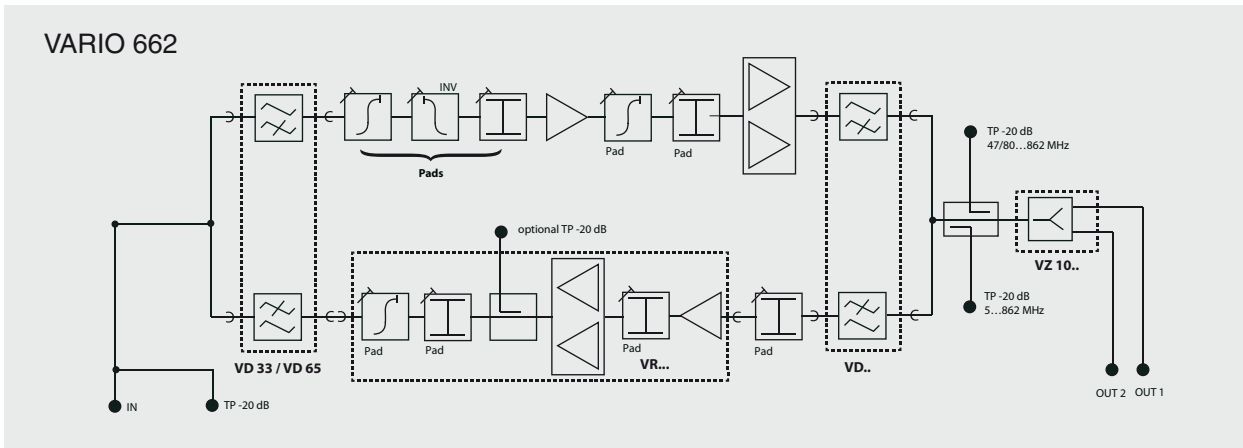 VARIO 662
INV
Pads
Pad
Pad
TP -20 dB
47/80...862 MHz
optional TP -20 dB
VZ 10..
TP -20 dB
5...862 MHz
Pad
Pad
Pad
VR...
Pad
VD 33 / VD 65
VD..
IN
TP -20 dB
OUT 2
OUT 1